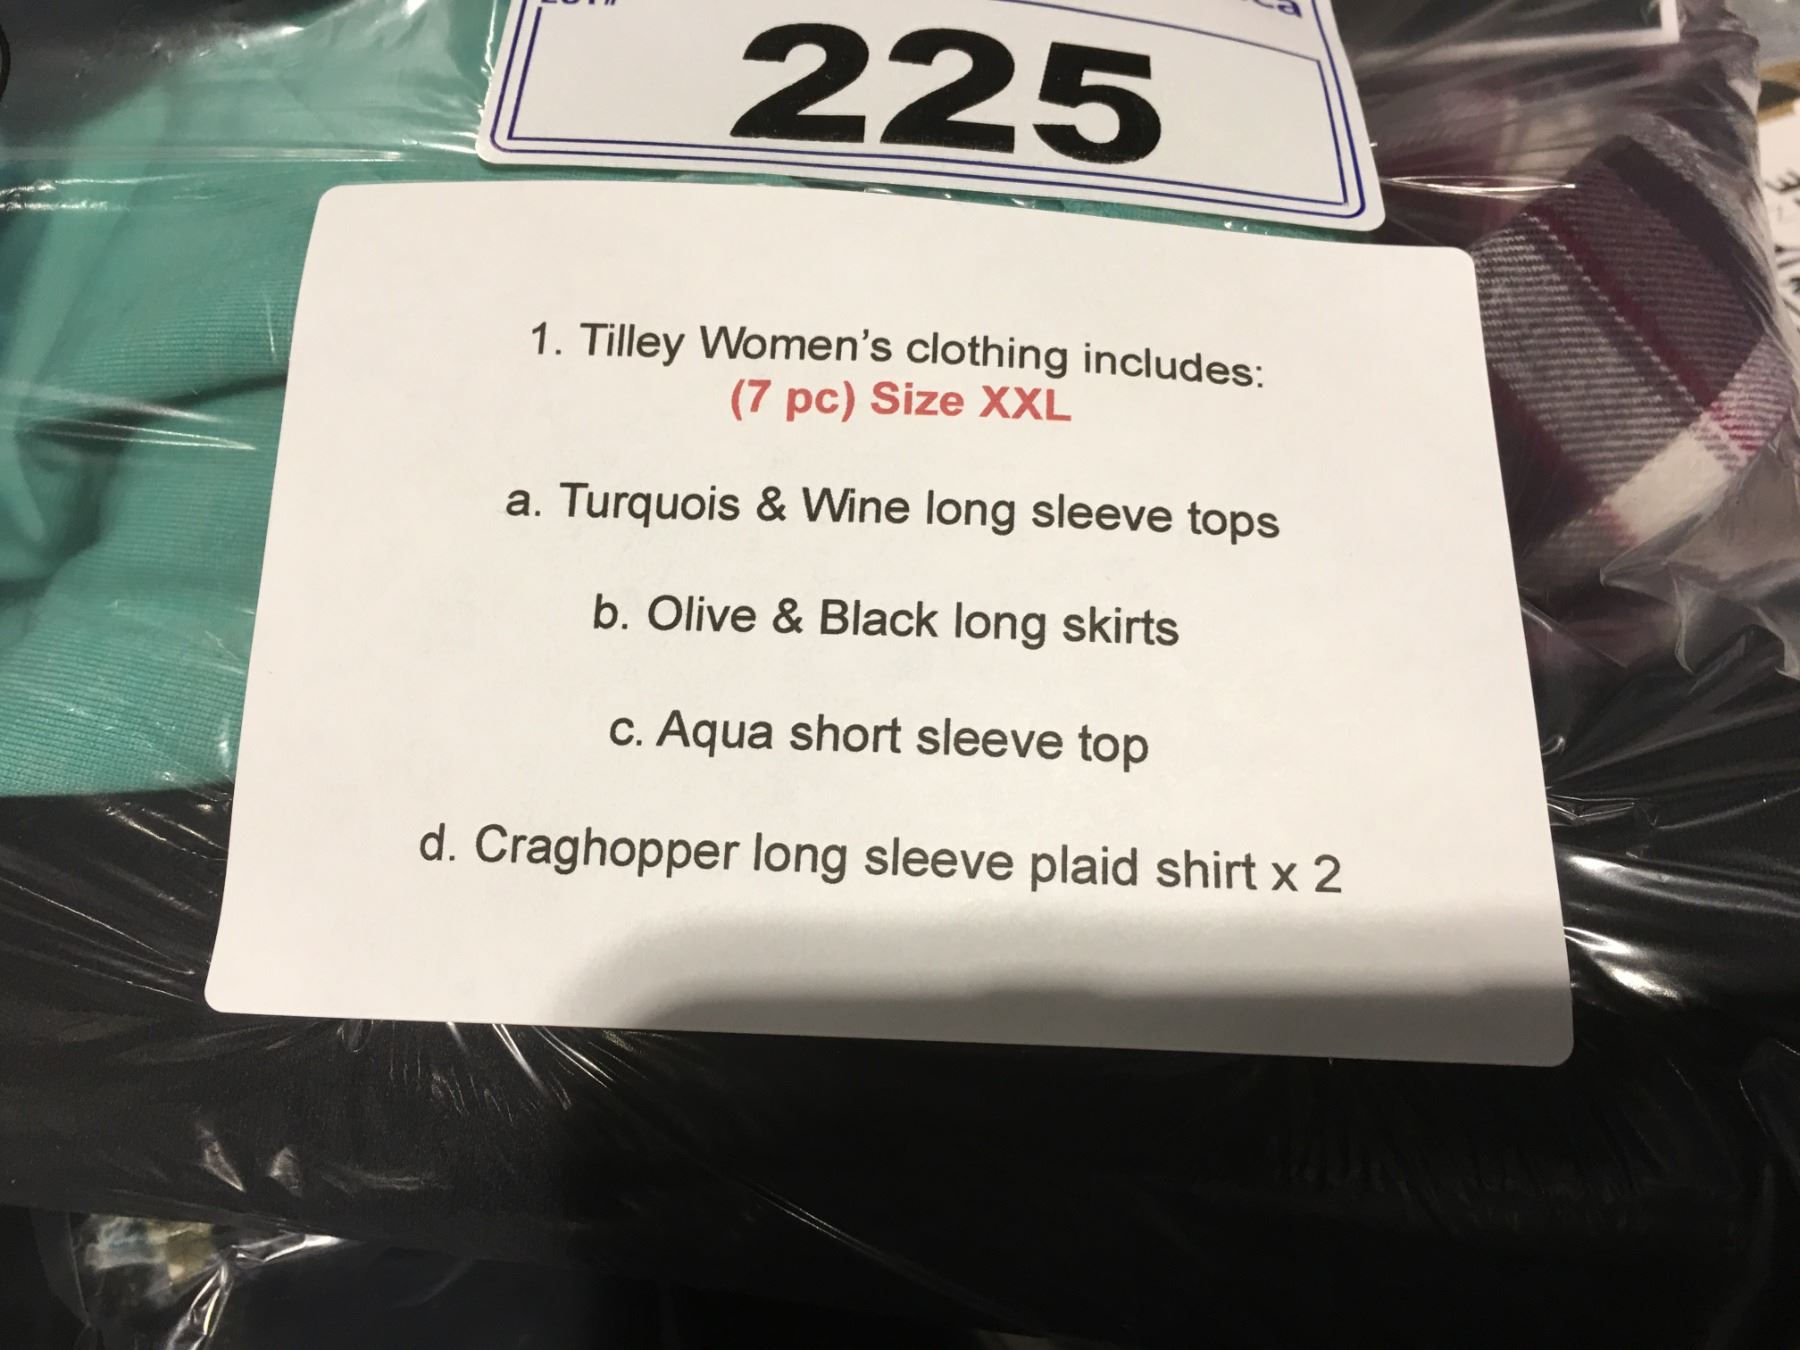 225
1. Tilley Women's clothing includes:
(7 pc) Size XXL
a. Turquois & Wine long sleeve tops
b. Olive & Black long skirts
c. Aqua short sleeve top
d. Craghopper long sleeve plaid shirt x 2